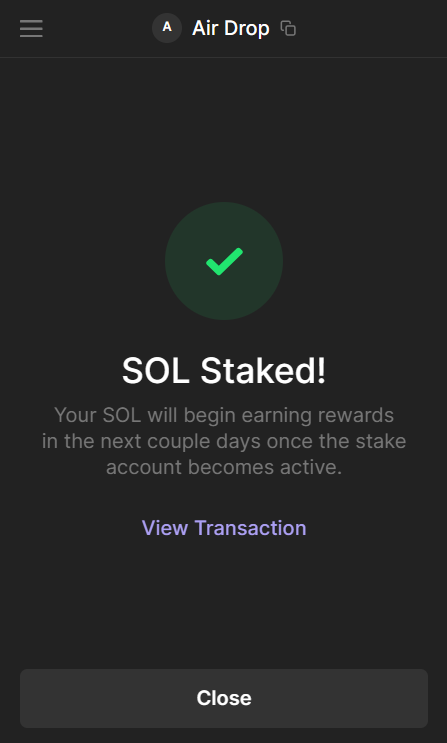 A Air Drop
SOL Staked!
Your SOL will begin earning rewards
in the next couple days once the stake
account becomes active.
View Transaction
Close